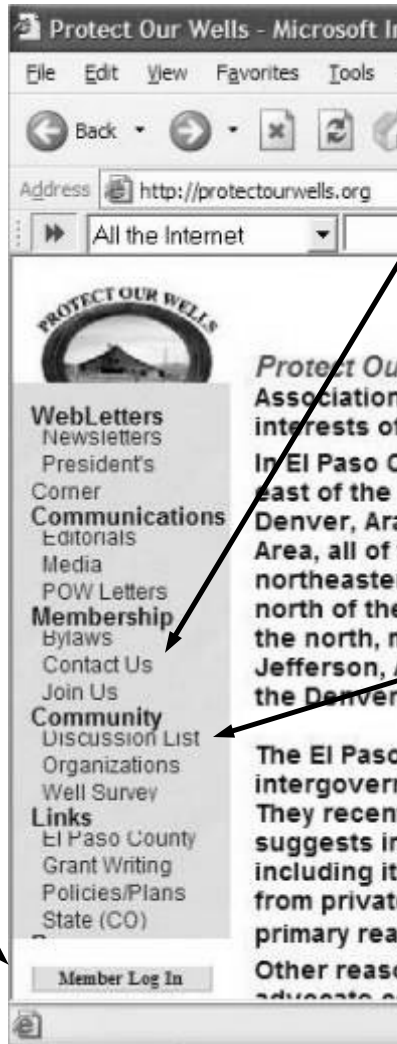 Protect Our Wells - Microsoft I
File Edit View Favorites Tools
Back
Address http://protectourwells.org
All the Internet
PROTECT OUR WELLS
WebLetters
Newsletters
President's
Corner
Communications
Editorials
Media
POW Letters
Membership
Bylaws
Contact Us
Join Us
Community
Discussion List
Organizations
Well Survey
Links
El Paso County
Grant Writing
Policies/Plans
State (CO)
Member Log In
Protect Ou
Association
interests of
In El Paso C
east of the
Denver, Ara
Area, all of
northeaste
north of the
the north, r
Jefferson, A
the Denver
The El Paso
intergover
They recen
suggests i
including it
from privat
primary rea
Other reaso
advocate